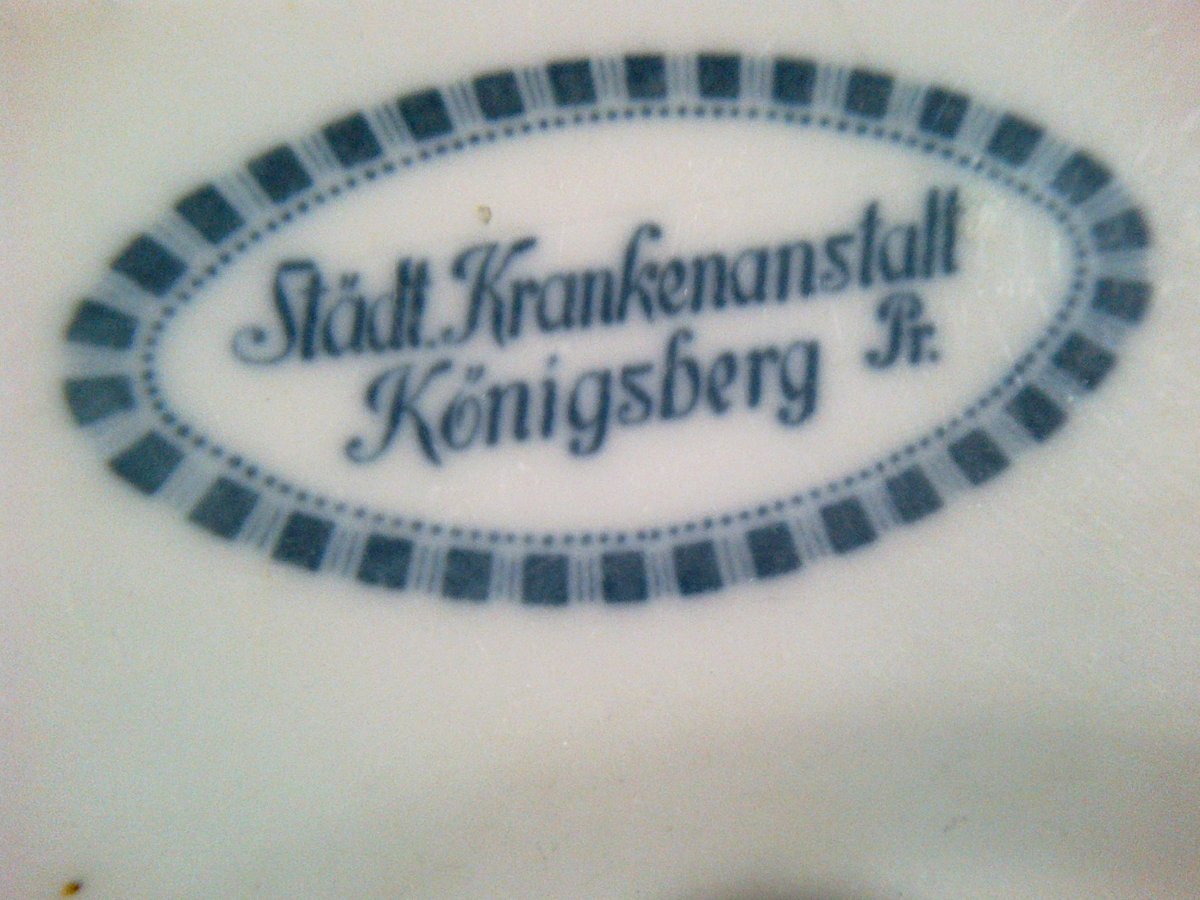 Städt. Krankenanstalt
Königsberg Pr.